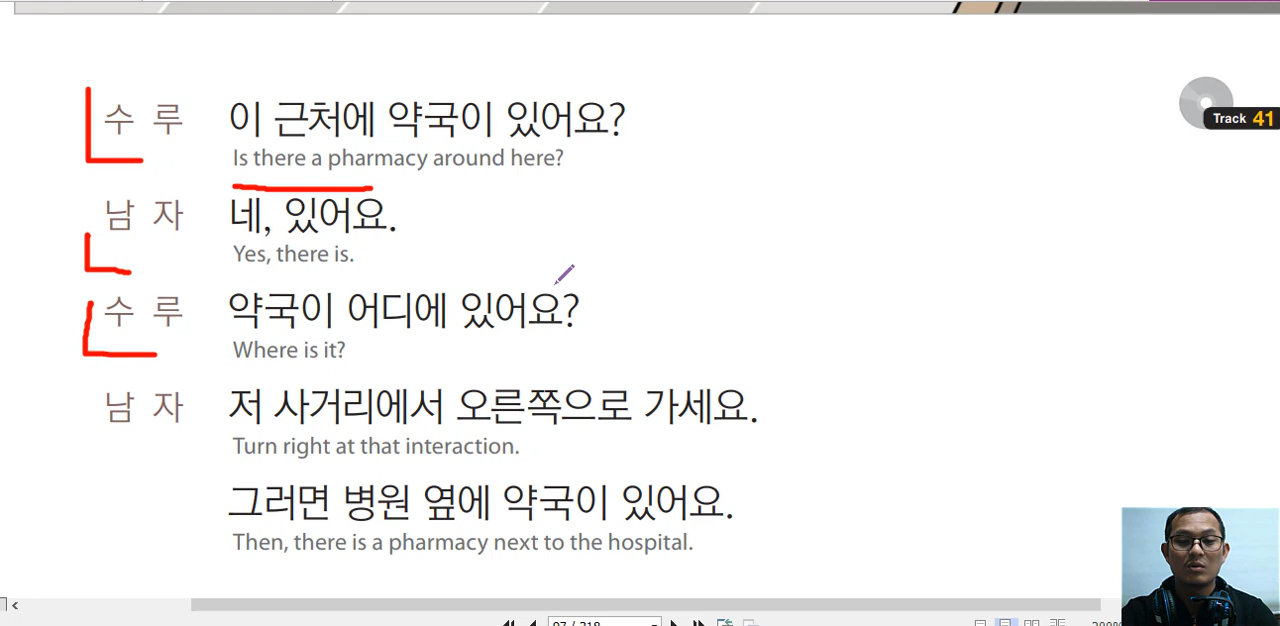 Track 41
수 루 이 근처에 약국이 있어요?
Is there a pharmacy around here?
남 자 네, 있어요.
Yes, there is.
수 루 약국이 어디에 있어요?
Where is it?
남 자 저 사거리에서 오른쪽으로 가세요.
Turn right at that interaction.
그러면 병원 옆에 약국이 있어요.
Then, there is a pharmacy next to the hospital.